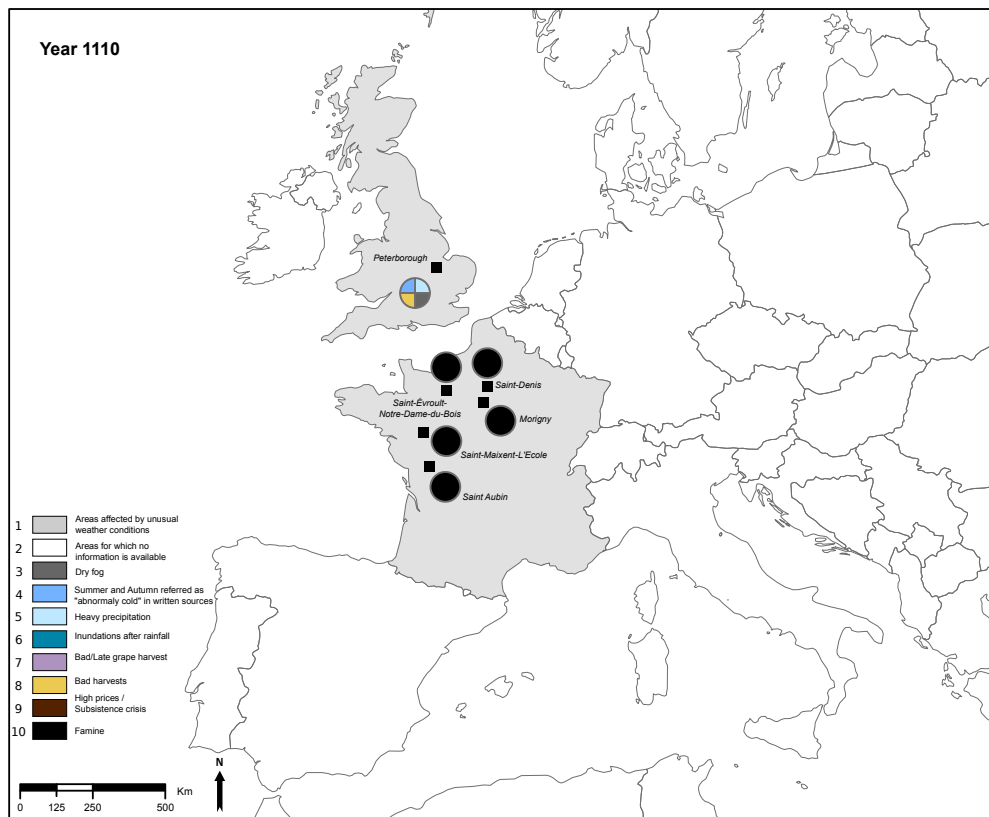 Year 1110
Peterborough
Saint-Denis
Saint-Évroult-
Notre-Dame-du-Bois
Morigny
Saint-Maixent-L'Ecole
Saint Aubin
1 Areas affected by unusual
weather conditions
2 Areas for which no
information is available
3 Dry fog
4 Summer and Autumn referred as
"abnormaly cold" in written sources
5 Heavy precipitation
6 Inundations after rainfall
7 Bad/Late grape harvest
8 Bad harvests
9 High prices /
Subsistence crisis
10 Famine
N
Km
0 125 250 500